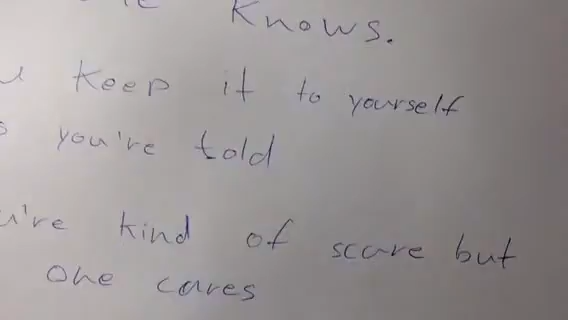 Knows.
Keep it to yourself
you're told
kind of scare but
one cares